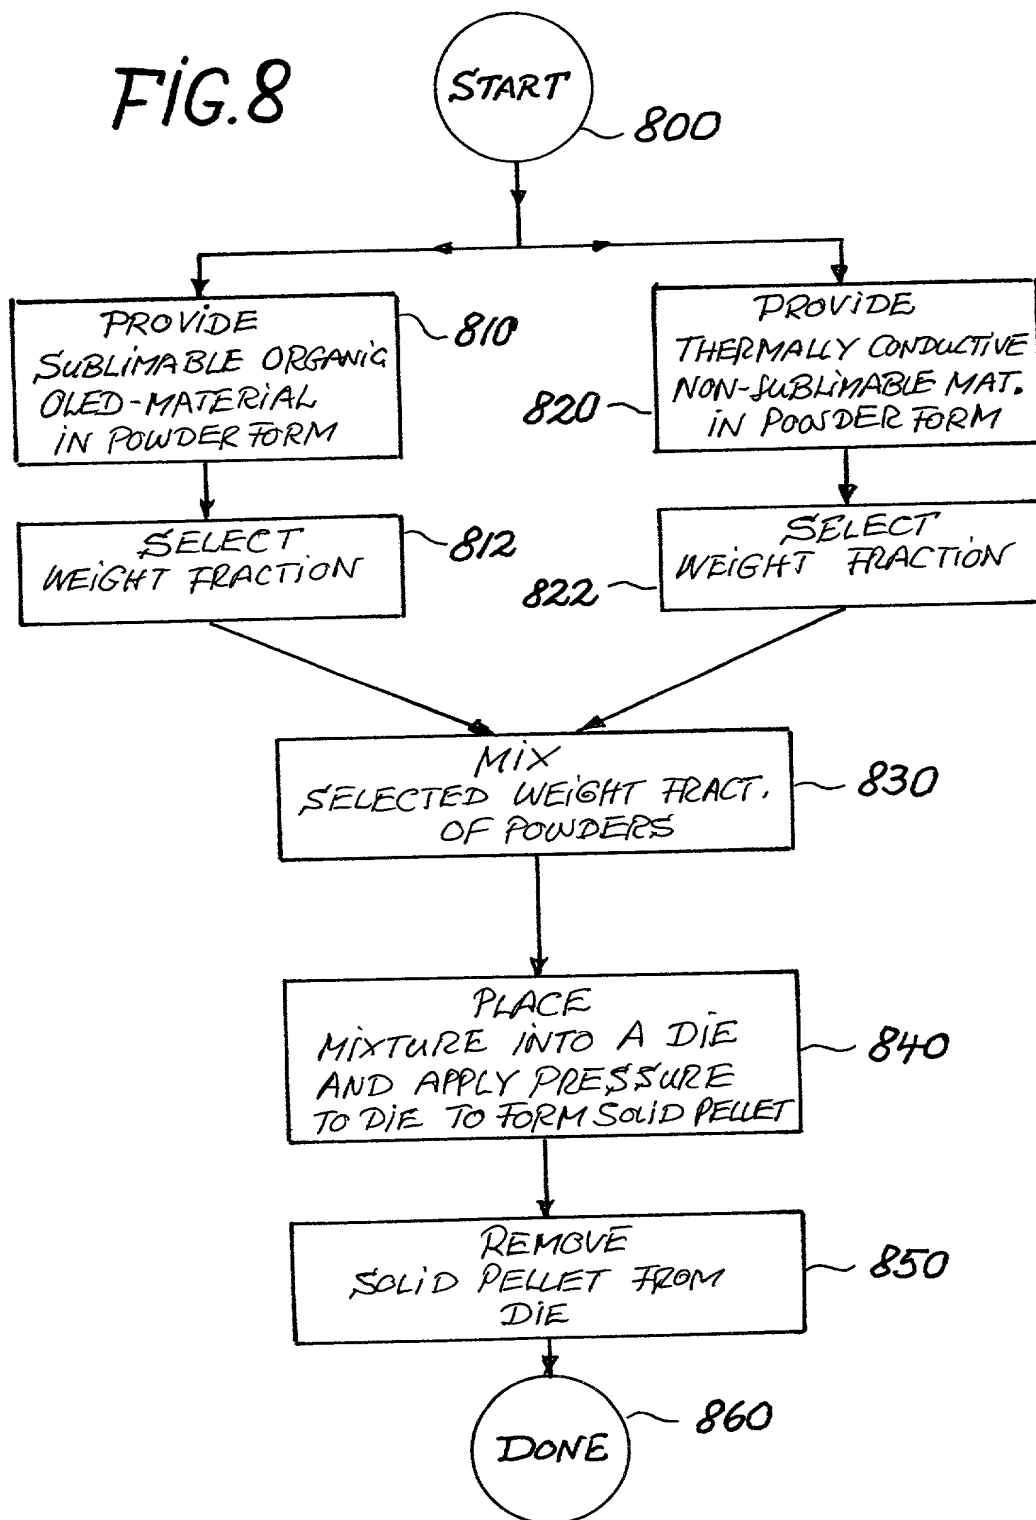 FIG. 8
START
800
PROVIDE
SUBLIMABLE ORGANIC
OLED-MATERIAL
IN POWDER FORM
810
PROVIDE
THERMALLY CONDUCTIVE
NON-SUBLIMABLE MAT.
IN POWDER FORM
820
SELECT
WEIGHT FRACTION
812
SELECT
WEIGHT FRACTION
822
MIX
SELECTED WEIGHT FRACT.
OF POWDERS
830
PLACE
MIXTURE INTO A DIE
AND APPLY PRESSURE
TO DIE TO FORM SOLID PELLET
840
REMOVE
SOLID PELLET FROM
DIE
850
DONE
860